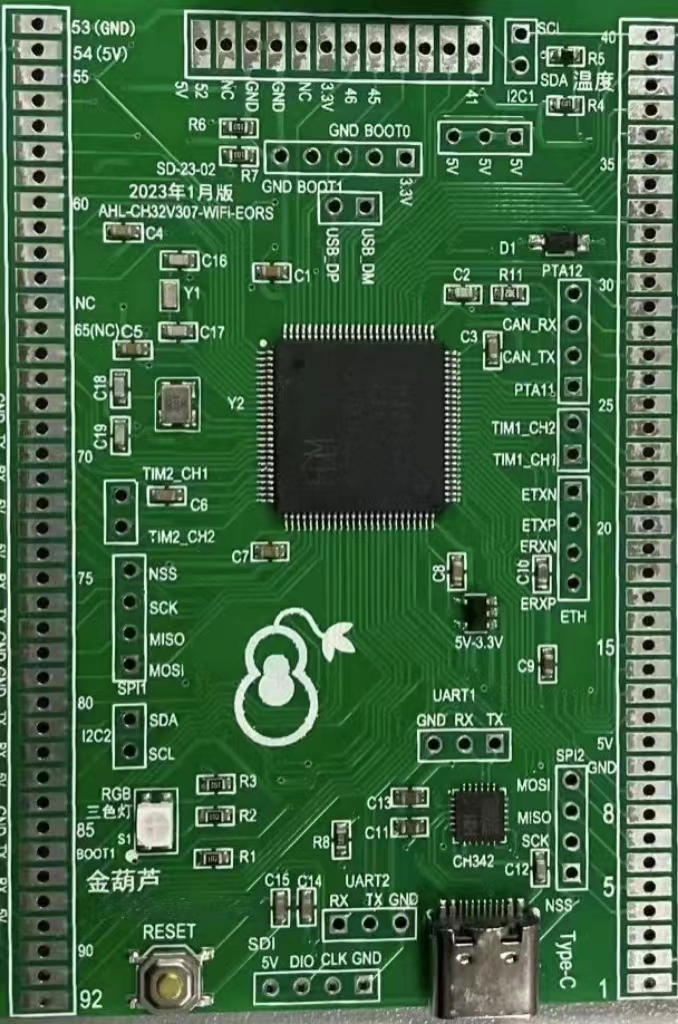 53 (GND)
54 (5V)
55
5V
52
NC
GND
GND
NC
3.3V
46
45
41
SCL
SDA
I2C1
R5
温度
R4
40
R6
R7
GND BOOT0
GND BOOT1
3.3V
5V
5V
5V
35
SD-23-02
2023年1月版
AHL-CH32V307-WIFI-EORS
60
C4
C16
Y1
C17
C1
USB_DP
USB_DM
D1
PTA12
30
C2
R11
CAN_RX
C3
CAN_TX
PTA11
NC
65(NC)
C5
C18
Y2
C19
25
TIM1_CH2
TIM1_CH1
70
TIM2_CH1
C6
TIM2_CH2
ETXN
ETXP
ERXN
ERXP
ETH
20
C7
C8
C10
75
NSS
SCK
MISO
MOSI
SPI1
5V-3.3V
C9
15
80
I2C2
SDA
SCL
UART1
GND RX TX
5V
GND
SPI2
MOSI
MISO
SCK
NSS
8
5
RGB
三色灯
S1
BOOT1
85
R3
R2
R1
金葫芦
C13
C11
R8
CH342
C12
C15
C14
UART2
RX TX GND
RESET
SDI
5V DIO CLK GND
Type-C
90
92
1